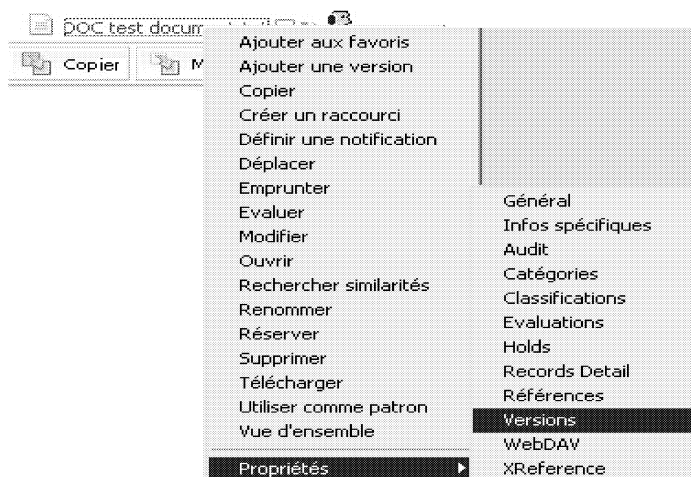 DOC test docum
Copier M
Ajouter aux favoris
Ajouter une version
Copier
Créer un raccourci
Définir une notification
Déplacer
Emprunter
Evaluer
Modifier
Ouvrir
Rechercher similarités
Renommer
Réserver
Supprimer
Télécharger
Utiliser comme patron
Vue d'ensemble
Propriétés
Général
Infos spécifiques
Audit
Catégories
Classifications
Evaluations
Holds
Records Detail
Références
Versions
WebDAV
XReference